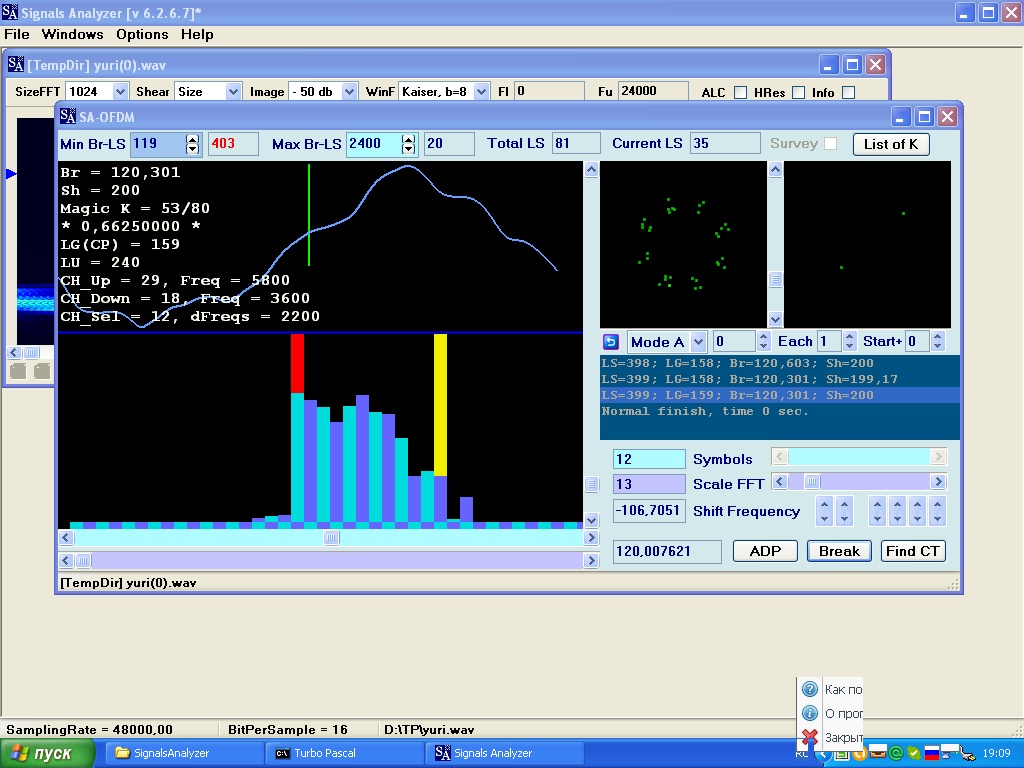 Signals Analyzer [v 6.2.6.7]*
File Windows Options Help
[TempDir] yuri(0).wav
SizeFFT 1024 Shear Size Image - 50 db WinF Kaiser, b=8 Fl 0 Fu 24000 ALC HRes Info
SA-OFDM
Min Br-LS 119 403 Max Br-LS 2400 20 Total LS 81 Current LS 35 Survey List of K
Br = 120,301
Sh = 200
Magic K = 53/80
* 0,66250000 *
LG(CP) = 159
LU = 240
CH_Up = 29, Freq = 5800
CH_Down = 18, Freq = 3600
CH_Sel = 12, dFreqs = 2200
Mode A 0 Each 1 Start+ 0
LS=398; LG=158; Br=120,603; Sh=200
LS=399; LG=158; Br=120,301; Sh=199,17
LS=399; LG=159; Br=120,301; Sh=200
Normal finish, time 0 sec.
12 Symbols
13 Scale FFT
-106,7051 Shift Frequency
120,007621 ADP Break Find CT
[TempDir] yuri(0).wav
Как по
О прог
Закрыт
SamplingRate = 48000,00 BitPerSample = 16 D:\TP\yuri.wav
пуск SignalsAnalyzer Turbo Pascal Signals Analyzer 19:09